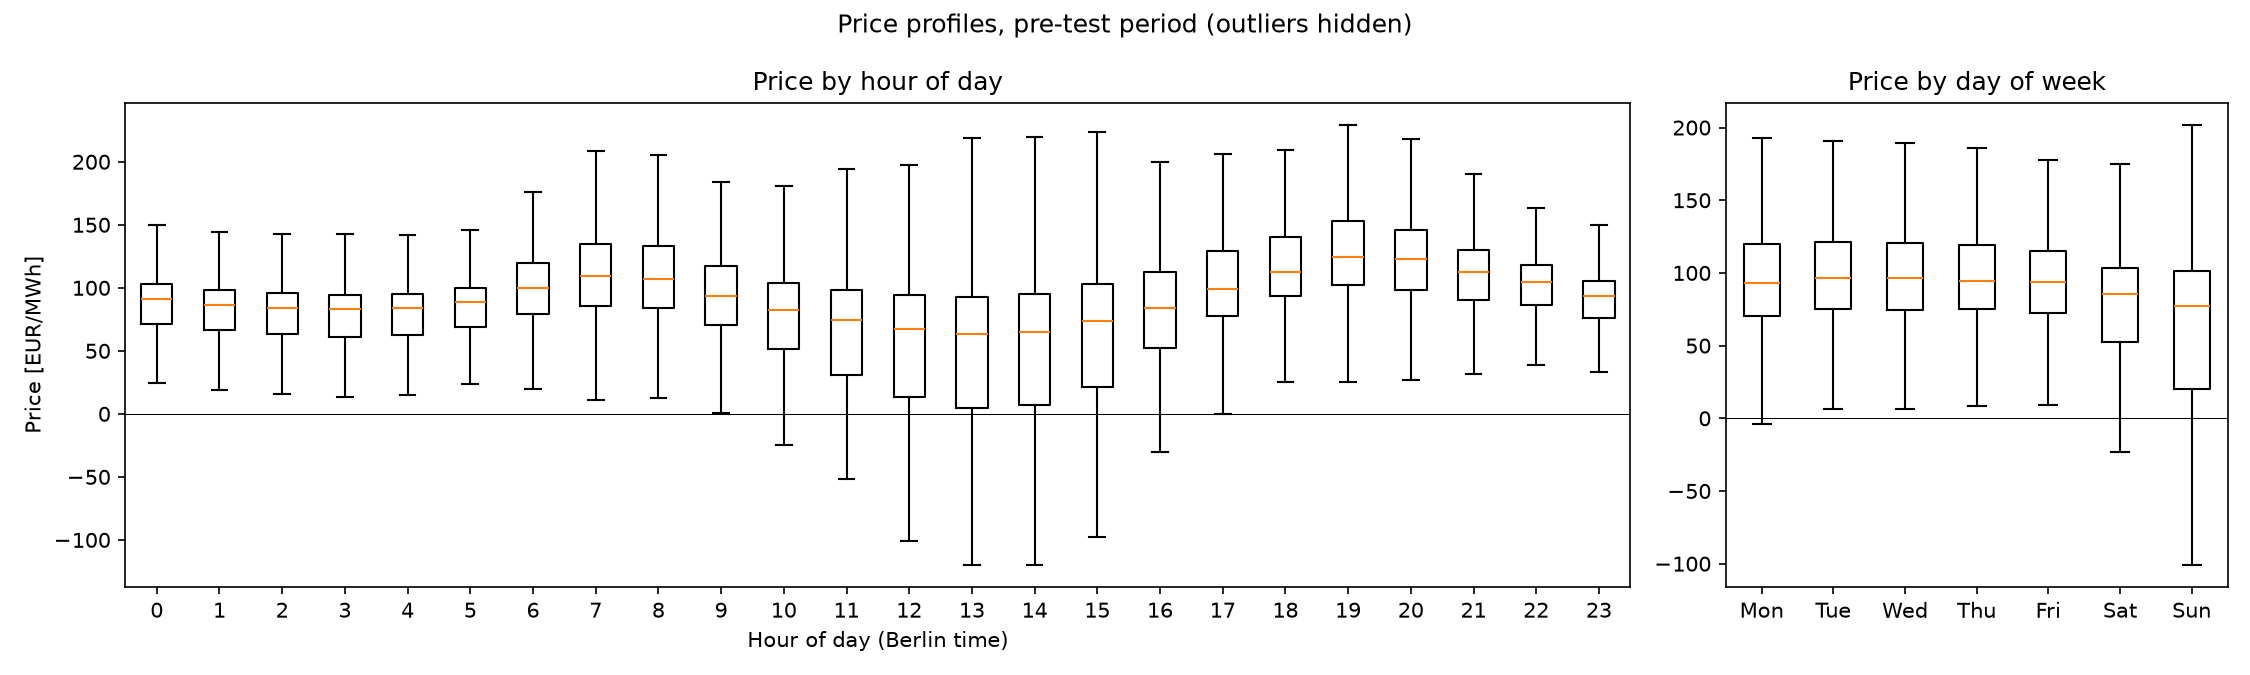 Price profiles, pre-test period (outliers hidden)
Price by hour of day
Price [EUR/MWh]
200
150
100
50
0
−50
−100
0 1 2 3 4 5 6 7 8 9 10 11 12 13 14 15 16 17 18 19 20 21 22 23
Hour of day (Berlin time)
Price by day of week
200
150
100
50
0
−50
−100
Mon Tue Wed Thu Fri Sat Sun